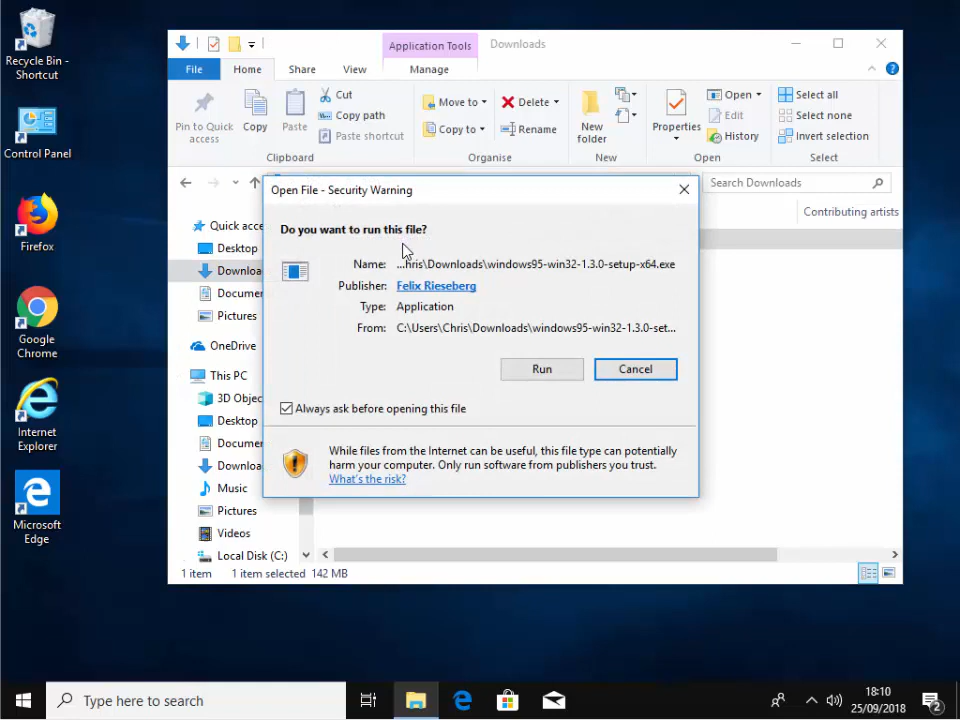 Recycle Bin -
Shortcut
Control Panel
Firefox
Google
Chrome
Internet
Explorer
Microsoft
Edge
Application Tools
Downloads
File
Home
Share
View
Manage
Pin to Quick
access
Copy
Paste
Cut
Copy path
Paste shortcut
Clipboard
Move to
Copy to
Delete
Rename
Organise
New
folder
New
Properties
Open
Edit
History
Open
Select all
Select none
Invert selection
Select
Search Downloads
Contributing artists
Quick acce
Desktop
Downloa
Documer
Pictures
OneDrive
This PC
3D Objec
Desktop
Documer
Downloa
Music
Pictures
Videos
Local Disk (C:)
1 item
1 item selected
142 MB
Open File - Security Warning
Do you want to run this file?
Name: ...hris\Downloads\windows95-win32-1.3.0-setup-x64.exe
Publisher: Felix Rieseberg
Type: Application
From: C:\Users\Chris\Downloads\windows95-win32-1.3.0-set...
Run
Cancel
Always ask before opening this file
While files from the Internet can be useful, this file type can potentially
harm your computer. Only run software from publishers you trust.
What's the risk?
Type here to search
18:10
25/09/2018
2